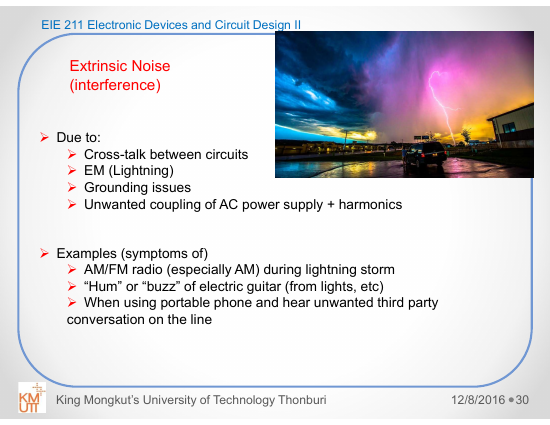 EIE 211 Electronic Devices and Circuit Design II
Extrinsic Noise
(interference)
Due to:
Cross-talk between circuits
EM (Lightning)
Grounding issues
Unwanted coupling of AC power supply + harmonics
Examples (symptoms of)
AM/FM radio (especially AM) during lightning storm
“Hum” or “buzz” of electric guitar (from lights, etc)
When using portable phone and hear unwanted third party
conversation on the line
KM
UTT
King Mongkut’s University of Technology Thonburi
12/8/2016 ●30